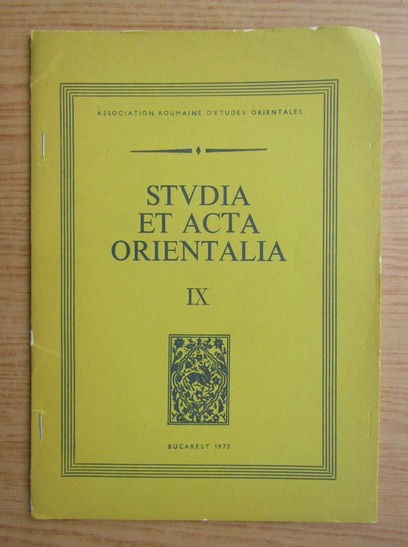 ASSOCIATION ROUMAINE D'ETUDES ORIENTALES
STVDIA
ET ACTA
ORIENTALIA
IX
BUCAREST 1977